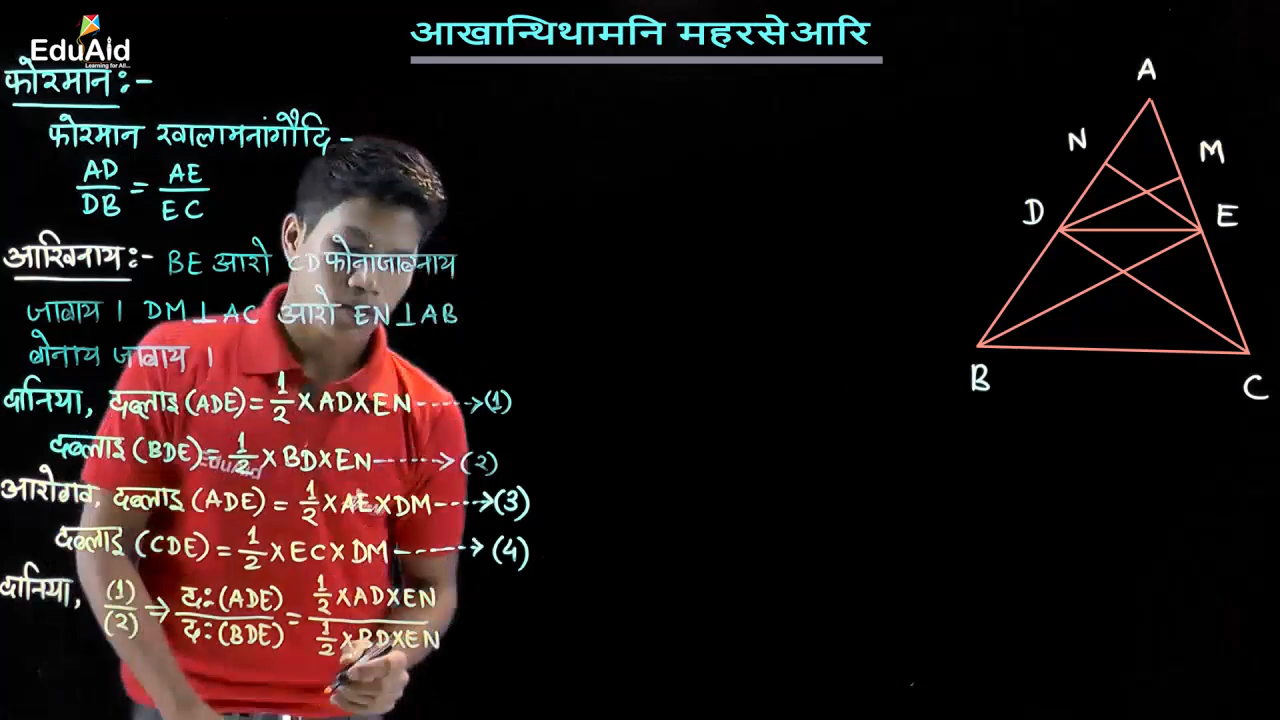 EduAid
Learning for All...
आखान्थिथामनि महरसेआरि
फोरमान :-
फोरमान खालामनांगौदि -
AD/DB = AE/EC
आखिनाय :- BE आरो CD फोनांजाबनाय
जाबाय । DM⊥AC आरो EN⊥AB
बोनाय जाबाय ।
दानिया, दब्लाइ (ADE) = 1/2 × AD × EN ----→ (1)
दब्लाइ (BDE) = 1/2 × BD × EN ----→ (2)
आरोगाव, दब्लाइ (ADE) = 1/2 × AE × DM ----→ (3)
दब्लाइ (CDE) = 1/2 × EC × DM ----→ (4)
दानिया, (1)/(2) ⇒ द: (ADE)/द: (BDE) = 1/2 × AD × EN / 1/2 × BD × EN
A
N
M
D
E
B
C